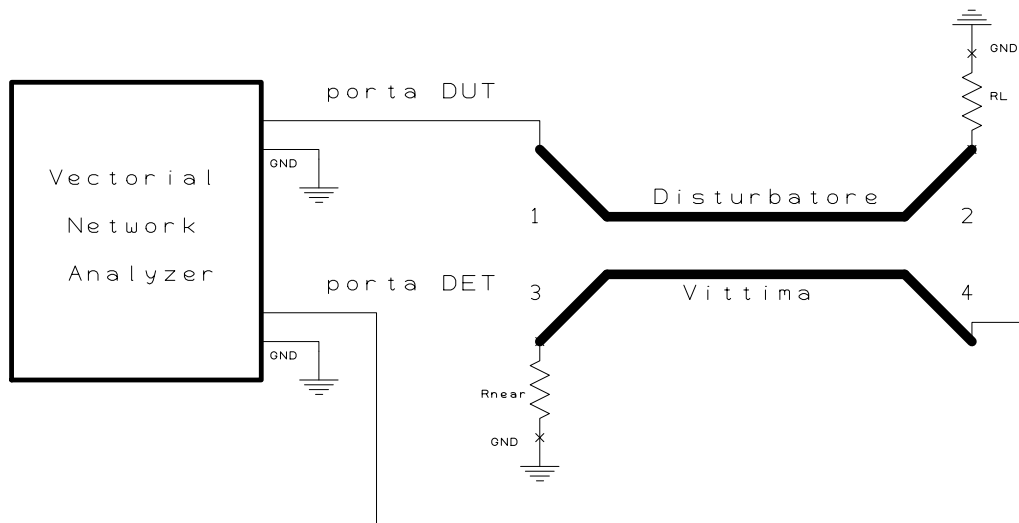 GND
RL
porta DUT
GND
Vectorial
Network
Analyzer
Disturbatore
1
2
porta DET
3
Vittima
4
GND
Rnear
GND